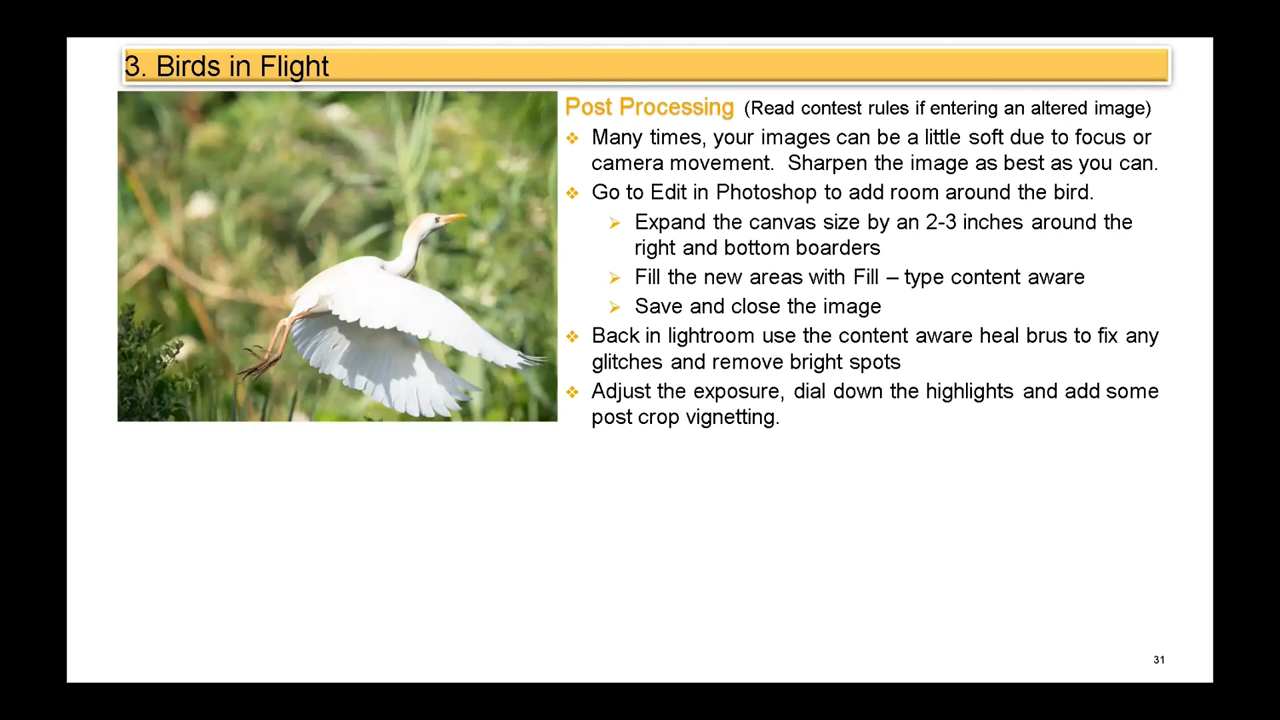 3. Birds in Flight
Post Processing (Read contest rules if entering an altered image)
Many times, your images can be a little soft due to focus or
camera movement. Sharpen the image as best as you can.
Go to Edit in Photoshop to add room around the bird.
Expand the canvas size by an 2-3 inches around the
right and bottom boarders
Fill the new areas with Fill – type content aware
Save and close the image
Back in lightroom use the content aware heal brus to fix any
glitches and remove bright spots
Adjust the exposure, dial down the highlights and add some
post crop vignetting.
31